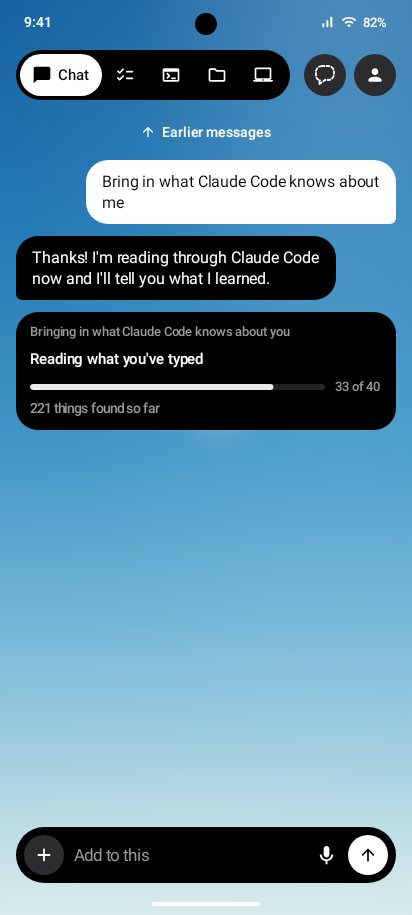 9:41
82%
Chat
Earlier messages
Bring in what Claude Code knows about
me
Thanks! I'm reading through Claude Code
now and I'll tell you what I learned.
Bringing in what Claude Code knows about you
Reading what you've typed
33 of 40
221 things found so far
Add to this